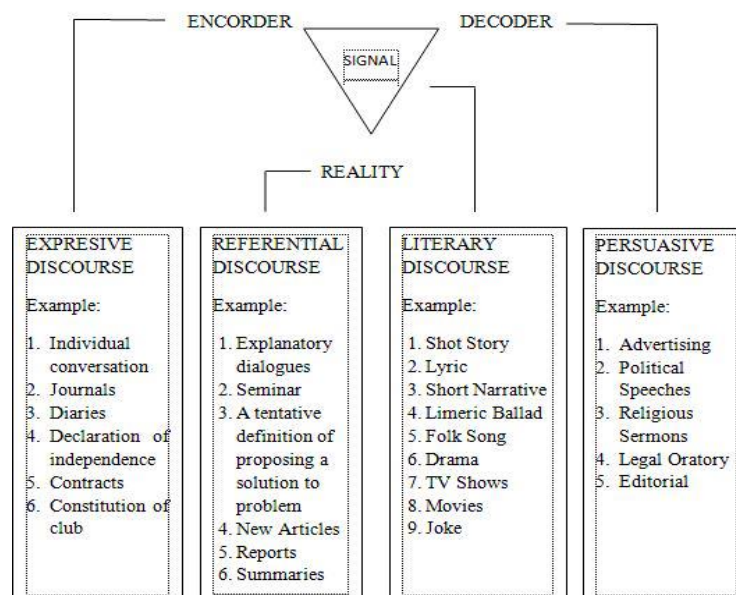 ENCORDER
DECODER
SIGNAL
REALITY
EXPRESIVE
DISCOURSE
Example:
1. Individual
conversation
2. Journals
3. Diaries
4. Declaration of
independence
5. Contracts
6. Constitution of
club
REFERENTIAL
DISCOURSE
Example:
1. Explanatory
dialogues
2. Seminar
3. A tentative
definition of
proposing a
solution to
problem
4. New Articles
5. Reports
6. Summaries
LITERARY
DISCOURSE
Example:
1. Shot Story
2. Lyric
3. Short Narrative
4. Limeric Ballad
5. Folk Song
6. Drama
7. TV Shows
8. Movies
9. Joke
PERSUASIVE
DISCOURSE
Example:
1. Advertising
2. Political
Speeches
3. Religious
Sermons
4. Legal Oratory
5. Editorial